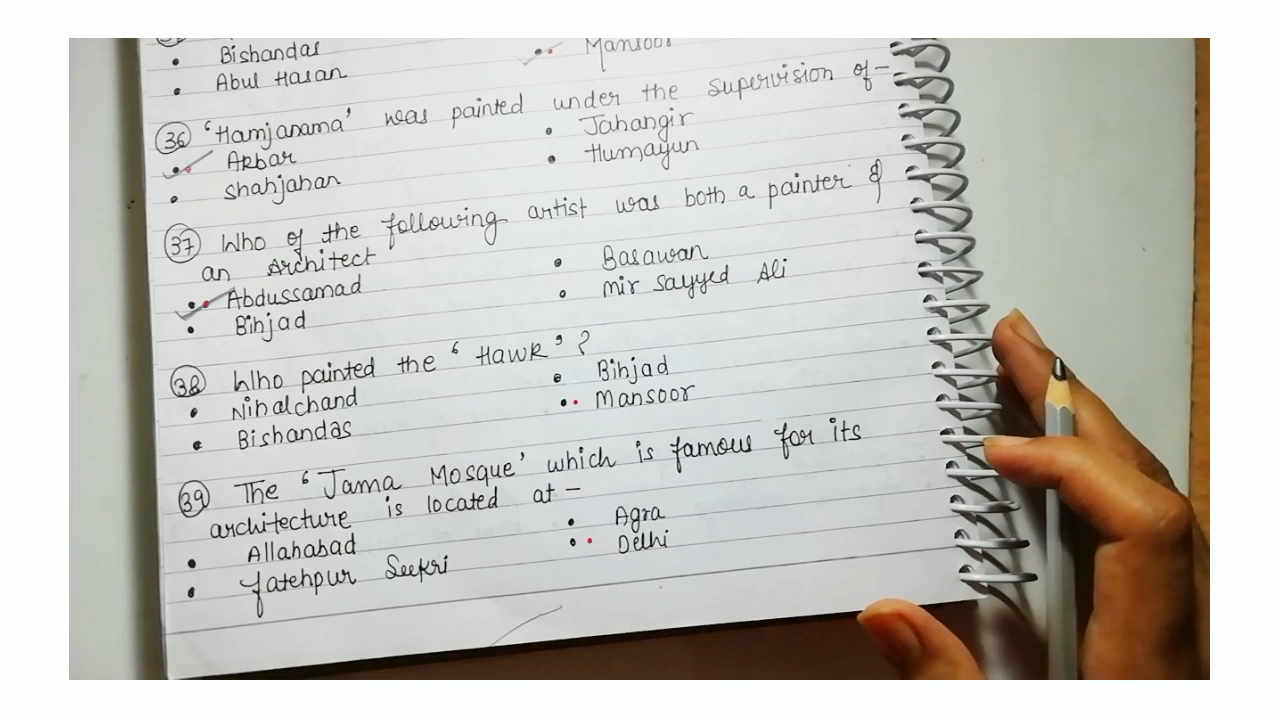 Bishandas
Mansoor
Abul Hasan
36 'Hamjanama' was painted under the supervision of-
Akbar
Jahangir
Shahjahan
Humayun
37 Who of the following artist was both a painter &
an Architect
Basawan
Abdussamad
Mir Sayyed Ali
Bihjad
38 Who painted the 'Hawk'?
Nihalchand
Bihjad
Bishandas
Mansoor
39 The 'Jama Mosque' which is famous for its
architecture is located at -
Allahabad
Agra
Fatehpur Seekri
Delhi